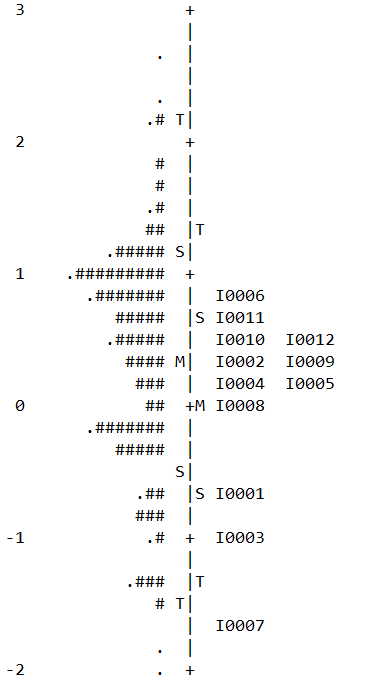 3 +
|
. |
|
. |
.# T|
2 +
# |
# |
.# |
## |T
.##### S|
1 .######### +
.####### | I0006
##### |S I0011
.##### | I0010 I0012
#### M| I0002 I0009
### | I0004 I0005
0 ## +M I0008
.####### |
##### |
S|
.## |S I0001
### |
-1 .# + I0003
|
.### |T
# T|
| I0007
. |
-2 . +